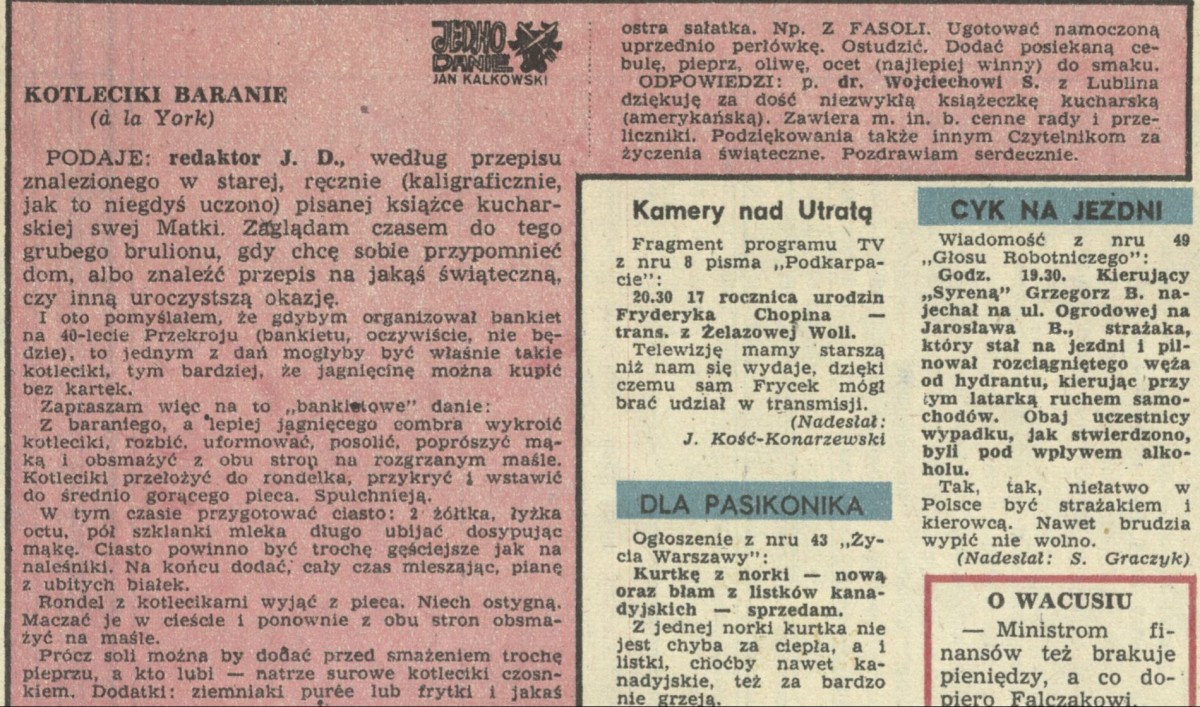 JEDNO
DANIE
JAN KALKOWSKI
KOTLECIKI BARANIE
(à la York)
PODAJE: redaktor J. D., według przepisu
znalezionego w starej, ręcznie (kaligraficznie,
jak to niegdyś uczono) pisanej książce kuchar-
skiej swej Matki. Zaglądam czasem do tego
grubego brulionu, gdy chcę sobie przypomnieć
dom, albo znaleźć przepis na jakąś świąteczną,
czy inną uroczystszą okazję.
I oto pomyślałem, że gdybym organizował bankiet
na 40-lecie Przekroju (bankietu, oczywiście, nie bę-
dzie), to jednym z dań mogłyby być właśnie takie
kotleciki, tym bardziej, że jagnięcinę można kupić
bez kartek.
Zapraszam więc na to „bankietowe" danie:
Z baraniego, a lepiej jagnięcego combra wykroić
kotleciki, rozbić, uformować, posolić, poprószyć mą-
ką i obsmażyć z obu stron na rozgrzanym maśle.
Kotleciki przełożyć do rondelka, przykryć i wstawić
do średnio gorącego pieca. Spulchnieją.
W tym czasie przygotować ciasto: 2 żółtka, łyżka
octu, pół szklanki mleka długo ubijać dosypując
mąkę. Ciasto powinno być trochę gęściejsze jak na
naleśniki. Na końcu dodać, cały czas mieszając, pianę
z ubitych białek.
Rondel z kotlecikami wyjąć z pieca. Niech ostygną.
Maczać je w cieście i ponownie z obu stron obsma-
żyć na maśle.
Prócz soli można by dodać przed smażeniem trochę
pieprzu, a kto lubi — natrze surowe kotleciki czosn-
kiem. Dodatki: ziemniaki purée lub frytki i jakaś
ostra sałatka. Np. Z FASOLI. Ugotować namoczoną
uprzednio perłówkę. Ostudzić. Dodać posiekaną ce-
bulę, pieprz, oliwę, ocet (najlepiej winny) do smaku.
ODPOWIEDZI: p. dr. Wojciechowi S. z Lublina
dziękuję za dość niezwykłą książeczkę kucharską
(amerykańską). Zawiera m. in. b. cenne rady i prze-
liczniki. Podziękowania także innym Czytelnikom za
życzenia świąteczne. Pozdrawiam serdecznie.
Kamery nad Utratą
Fragment programu TV
z nru 8 pisma „Podkarpa-
cie":
20.30 17 rocznica urodzin
Fryderyka Chopina —
trans. z Żelazowej Woli.
Telewizję mamy starszą
niż nam się wydaje, dzięki
czemu sam Frycek mógł
brać udział w transmisji.
(Nadesłał:
J. Kość-Konarzewski
DLA PASIKONIKA
Ogłoszenie z nru 43 „Ży-
cia Warszawy":
Kurtkę z norki — nową
oraz błam z listków kana-
dyjskich — sprzedam.
Z jednej norki kurtka nie
jest chyba za ciepła, a i
listki, choćby nawet ka-
nadyjskie, też za bardzo
nie grzeją.
CYK NA JEZDNI
Wiadomość z nru 49
„Głosu Robotniczego":
Godz. 19.30. Kierujący
„Syreną" Grzegorz B. na-
jechał na ul. Ogrodowej na
Jarosława B., strażaka,
który stał na jezdni i pil-
nował rozciągniętego węża
od hydrantu, kierując przy
tym latarką ruchem samo-
chodów. Obaj uczestnicy
wypadku, jak stwierdzono,
byli pod wpływem alko-
holu.
Tak, tak, niełatwo w
Polsce być strażakiem i
kierowcą. Nawet brudzia
wypić nie wolno.
(Nadesłał: S. Graczyk)
O WACUSIU
— Ministrom fi-
nansów też brakuje
pieniędzy, a co do-
piero Falczakowi.